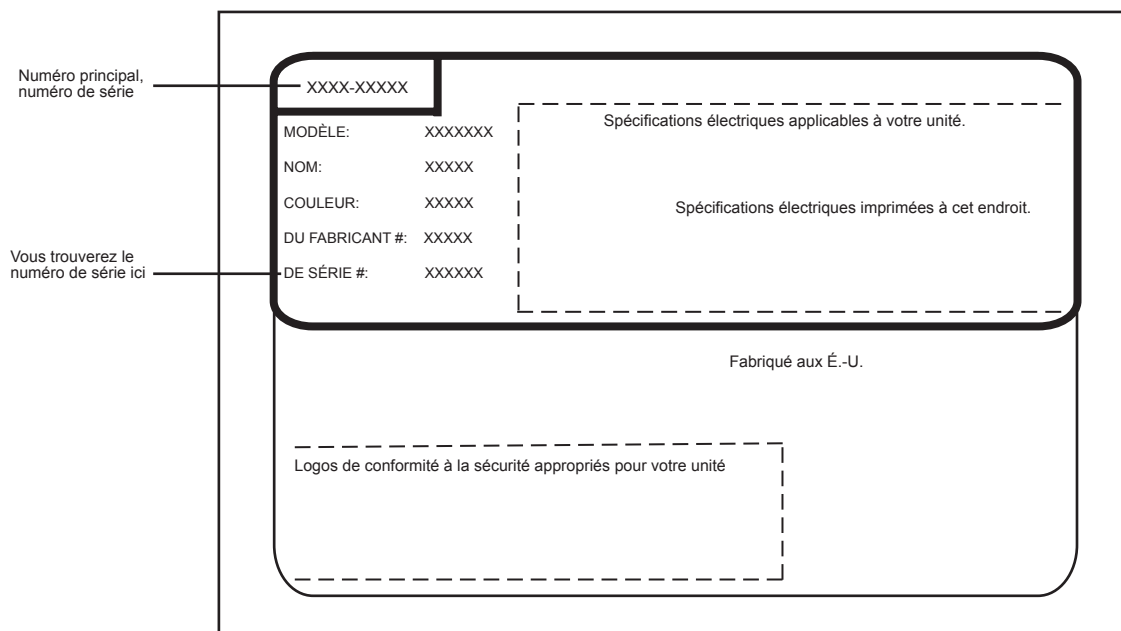 Numéro principal,
numéro de série
XXXX-XXXXX
MODÈLE: XXXXXXX
NOM: XXXXX
COULEUR: XXXXX
DU FABRICANT #: XXXXX
Vous trouverez le
numéro de série ici
DE SÉRIE #: XXXXXX
Spécifications électriques applicables à votre unité.
Spécifications électriques imprimées à cet endroit.
Fabriqué aux É.-U.
Logos de conformité à la sécurité appropriés pour votre unité